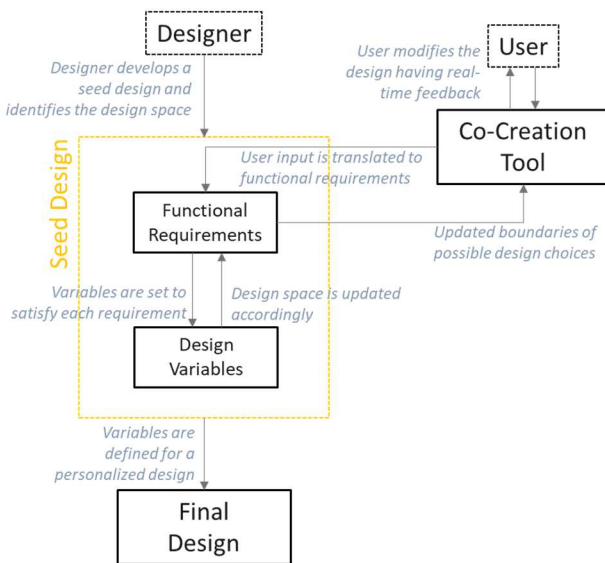 Designer
User
Designer develops a
seed design and
identifies the design space
User modifies the
design having real-
time feedback
Co-Creation
Tool
Seed Design
User input is translated to
functional requirements
Functional
Requirements
Updated boundaries of
possible design choices
Variables are set to
satisfy each requirement
Design space is updated
accordingly
Design
Variables
Variables are
defined for a
personalized design
Final
Design